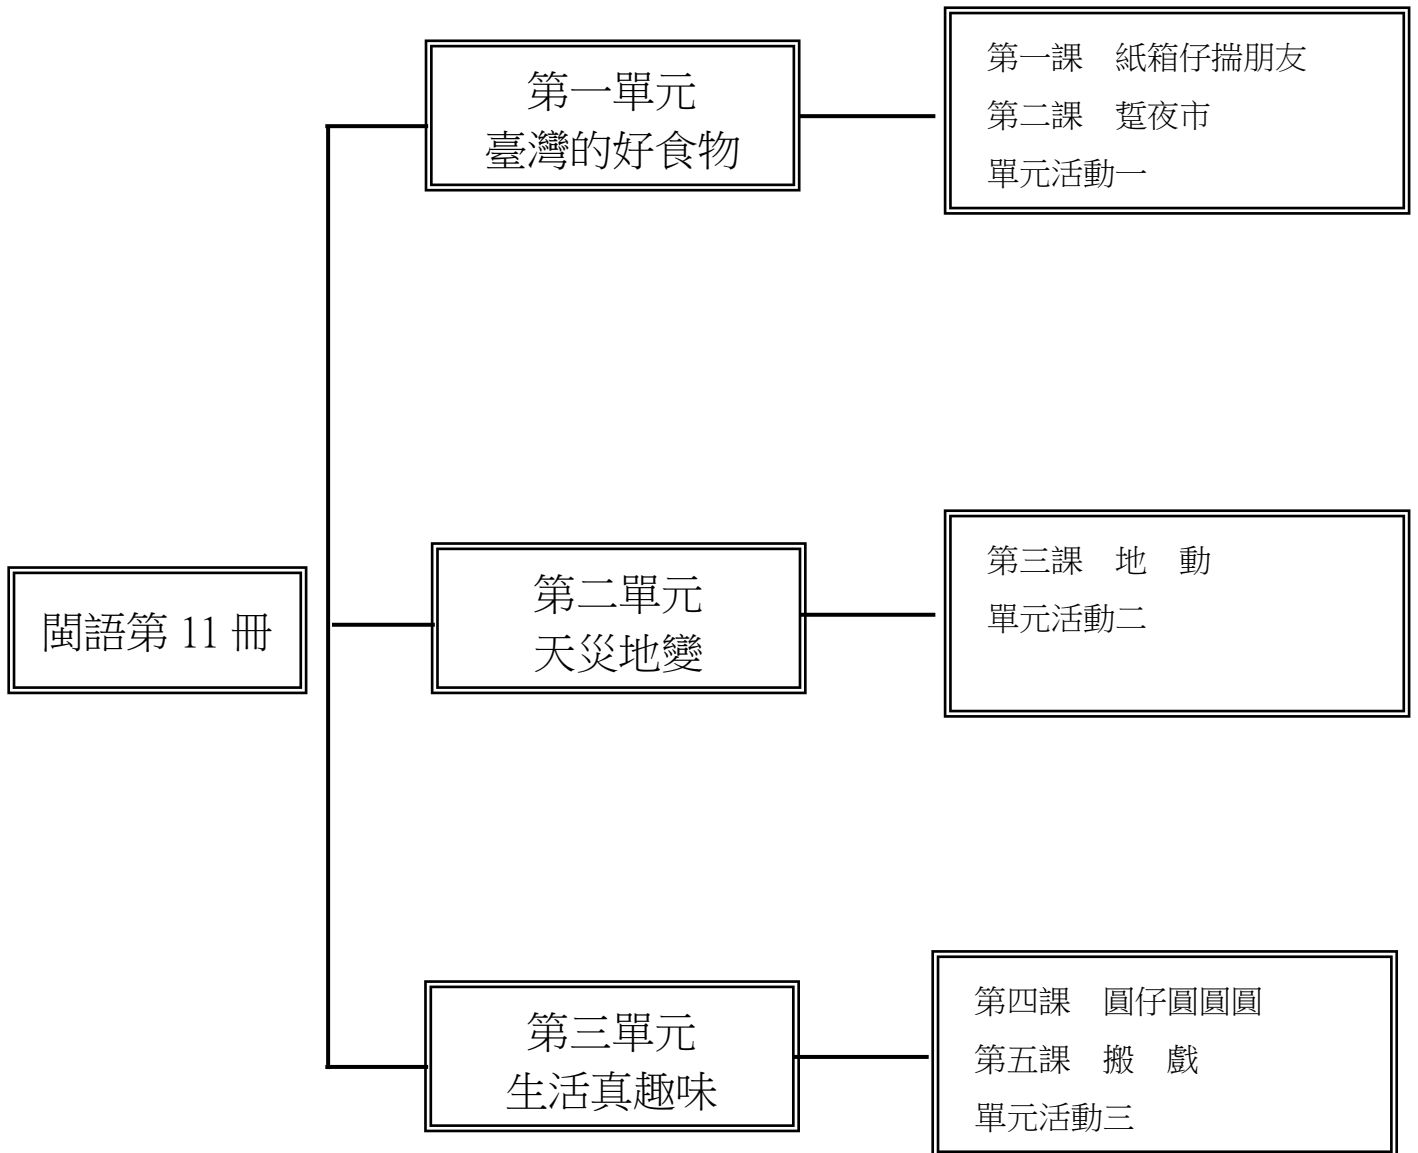 閩語第 11 冊
第一單元
臺灣的好食物
第一課　紙箱仔揣朋友
第二課　踅夜市
單元活動一
第二單元
天災地變
第三課　地　動
單元活動二
第三單元
生活真趣味
第四課　圓仔圓圓圓
第五課　搬　戲
單元活動三